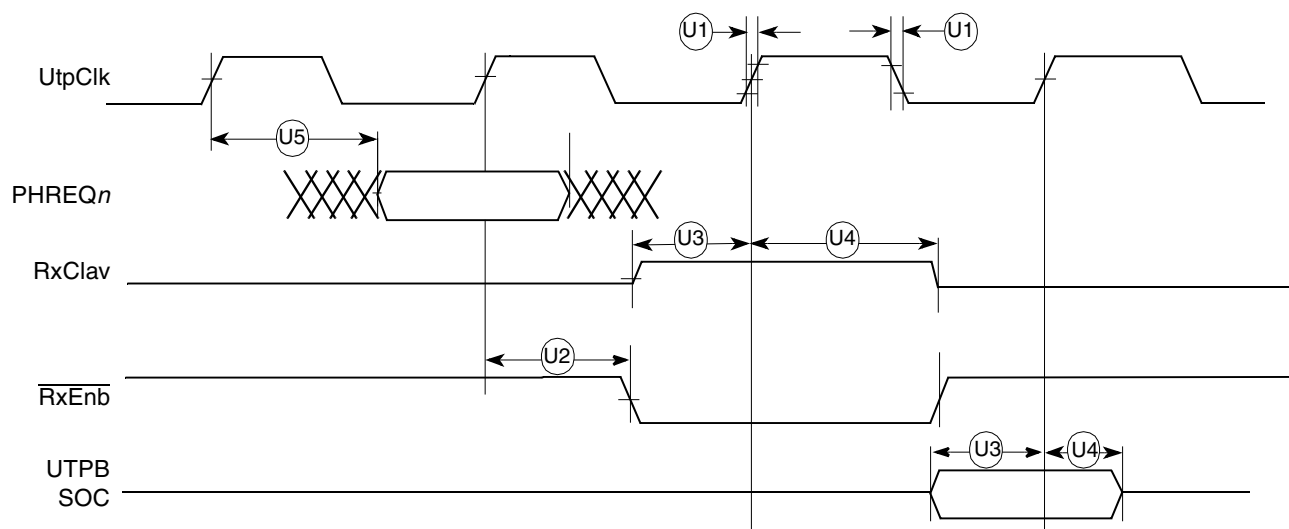 U1 U1
UtpClk
U5
PHREQn
U3 U4
RxClav
U2
RxEnb
U3 U4
UTPB
SOC